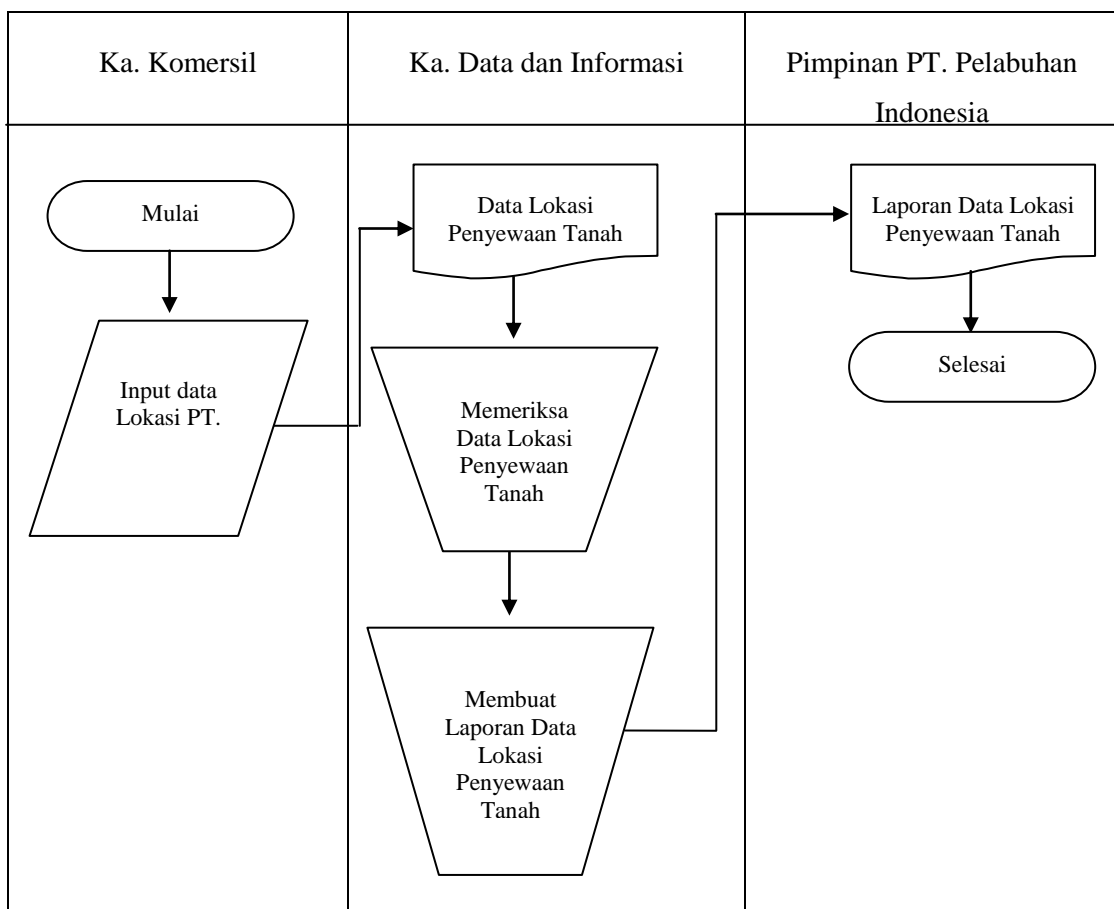 Ka. Komersil
Ka. Data dan Informasi
Pimpinan PT. Pelabuhan
Indonesia
Mulai
Input data
Lokasi PT.
Data Lokasi
Penyewaan Tanah
Memeriksa
Data Lokasi
Penyewaan
Tanah
Membuat
Laporan Data
Lokasi
Penyewaan
Tanah
Laporan Data Lokasi
Penyewaan Tanah
Selesai